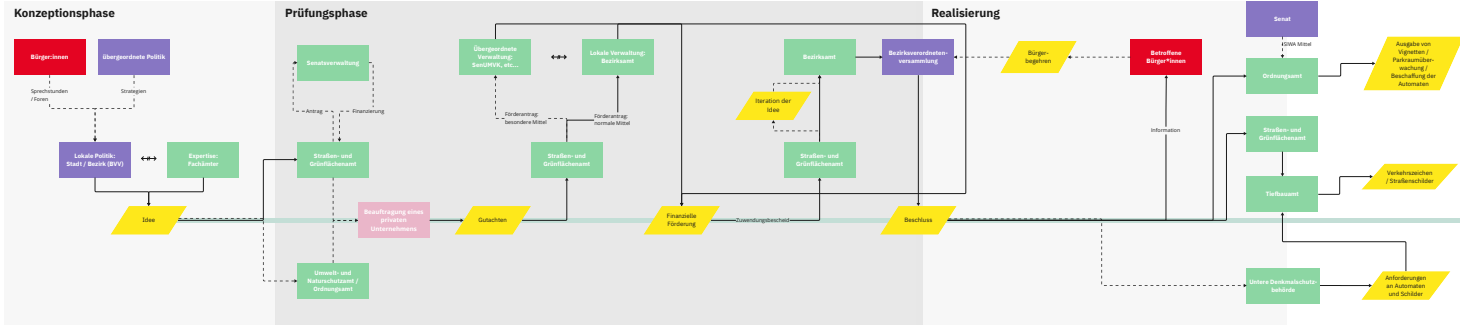 Konzeptionsphase
Bürger:innen
Übergeordnete Politik
Sprechstunden
/ Foren
Strategien
Lokale Politik:
Stadt / Bezirk (BVV)
Expertise:
Fachämter
Idee
Prüfungsphase
Senatsverwaltung
Antrag
Finanzierung
Straßen- und
Grünflächenamt
Beauftragung eines
privaten
Unternehmens
Umwelt- und
Naturschutzamt /
Ordnungsamt
Gutachten
Übergeordnete
Verwaltung:
SenUMVK, etc...
Lokale Verwaltung:
Bezirksamt
Förderantrag:
besondere Mittel
Förderantrag:
normale Mittel
Straßen- und
Grünflächenamt
Finanzielle
Förderung
Zuwendungsbescheid
Bezirksamt
Iteration der
Idee
Straßen- und
Grünflächenamt
Bezirksverordneten-
versammlung
Beschluss
Realisierung
Bürger-
begehren
Betroffene
Bürger*innen
Information
Senat
SIWA Mittel
Ordnungsamt
Ausgabe von
Vignetten /
Parkraumüber-
wachung /
Beschaffung der
Automaten
Straßen- und
Grünflächenamt
Tiefbauamt
Verkehrszeichen
/ Straßenschilder
Untere Denkmalschutz-
behörde
Anforderungen
an Automaten
und Schilder